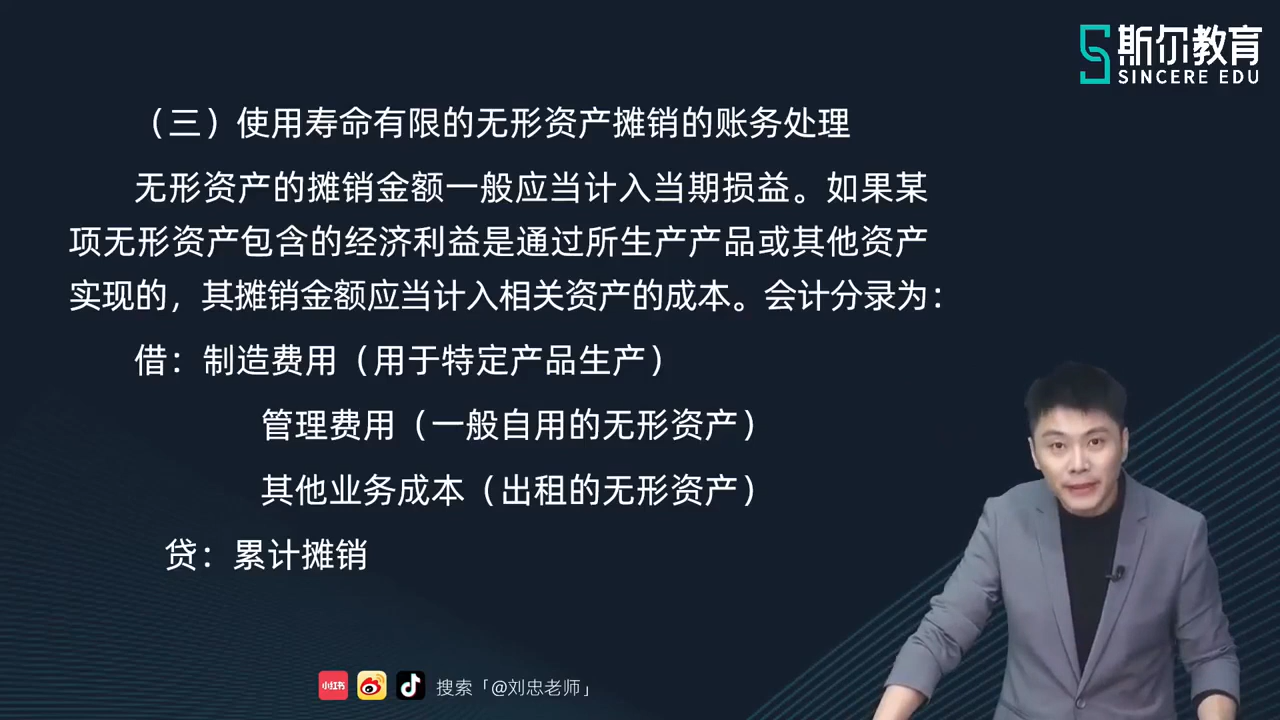 斯尔教育
SINCERE EDU
（三）使用寿命有限的无形资产摊销的账务处理
无形资产的摊销金额一般应当计入当期损益。如果某
项无形资产包含的经济利益是通过所生产产品或其他资产
实现的，其摊销金额应当计入相关资产的成本。会计分录为：
借：制造费用（用于特定产品生产）
管理费用（一般自用的无形资产）
其他业务成本（出租的无形资产）
贷：累计摊销
小红书 搜索「@刘忠老师」